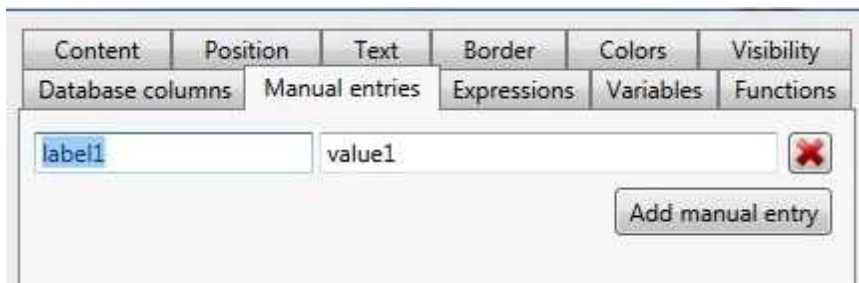 Content Position Text Border Colors Visibility
Database columns Manual entries Expressions Variables Functions
label1 value1
Add manual entry